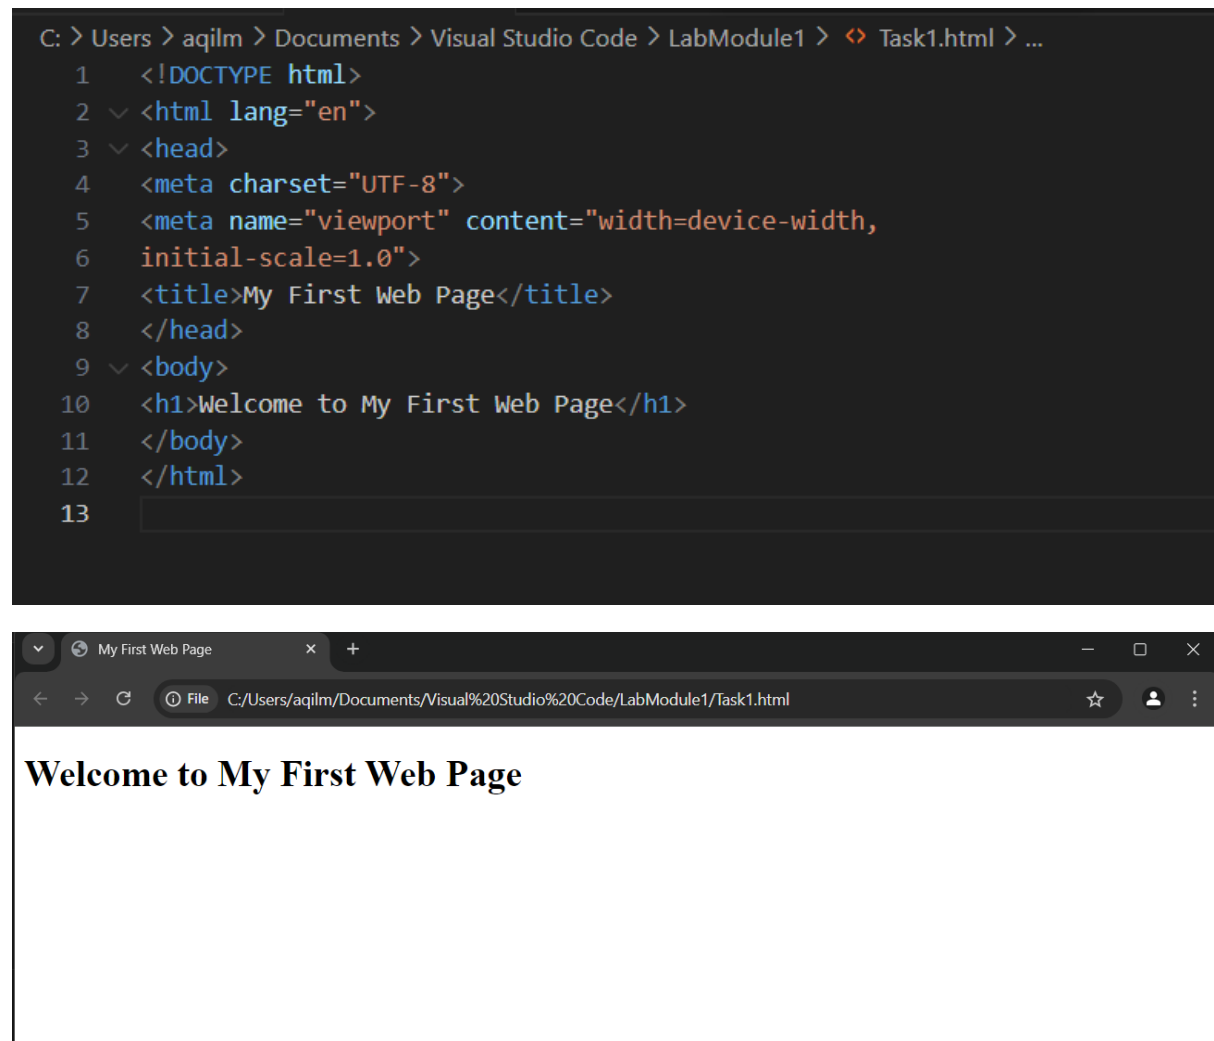 C: > Users > aqilm > Documents > Visual Studio Code > LabModule1 > <> Task1.html > ...
1 <!DOCTYPE html>
2 <html lang="en">
3 <head>
4 <meta charset="UTF-8">
5 <meta name="viewport" content="width=device-width,
6 initial-scale=1.0">
7 <title>My First Web Page</title>
8 </head>
9 <body>
10 <h1>Welcome to My First Web Page</h1>
11 </body>
12 </html>
13
My First Web Page
File C:/Users/aqilm/Documents/Visual%20Studio%20Code/LabModule1/Task1.html
Welcome to My First Web Page